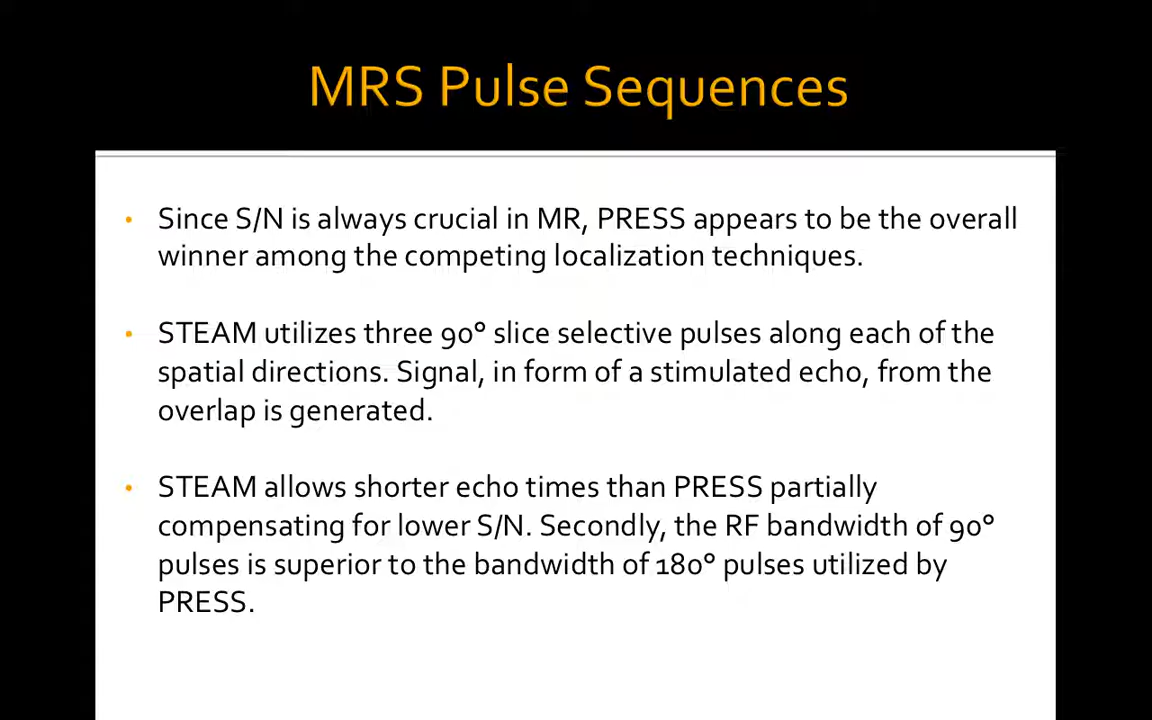 MRS Pulse Sequences
• Since S/N is always crucial in MR, PRESS appears to be the overall
winner among the competing localization techniques.
• STEAM utilizes three 90° slice selective pulses along each of the
spatial directions. Signal, in form of a stimulated echo, from the
overlap is generated.
• STEAM allows shorter echo times than PRESS partially
compensating for lower S/N. Secondly, the RF bandwidth of 90°
pulses is superior to the bandwidth of 180° pulses utilized by
PRESS.